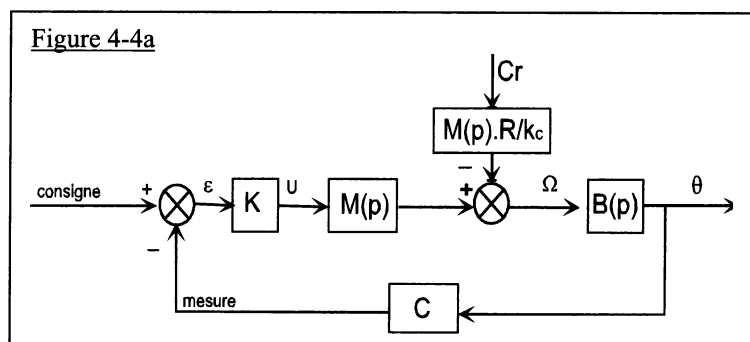 Figure 4-4a
Cr
M(p).R/kc
−
consigne + ε K U M(p) + Ω B(p) θ
−
mesure C